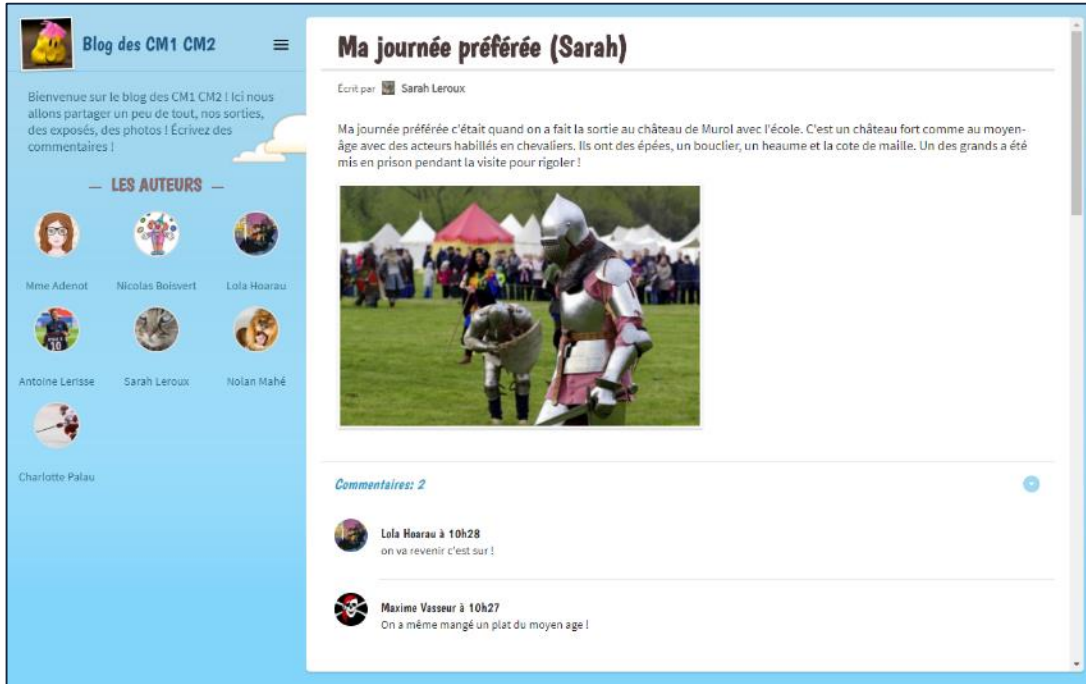 Blog des CM1 CM2
Bienvenue sur le blog des CM1 CM2 ! Ici nous
allons partager un peu de tout, nos sorties,
des exposés, des photos ! Écrivez des
commentaires !
— LES AUTEURS —
Mme Adenot Nicolas Boisvert Lola Hoarau
10
Antoine Lerisse Sarah Leroux Nolan Mahé
Charlotte Palau
Ma journée préférée (Sarah)
Écrit par Sarah Leroux
Ma journée préférée c'était quand on a fait la sortie au château de Murol avec l'école. C'est un château fort comme au moyen-
âge avec des acteurs habillés en chevaliers. Ils ont des épées, un bouclier, un heaume et la cote de maille. Un des grands a été
mis en prison pendant la visite pour rigoler !
Commentaires: 2
Lola Hoarau à 10h28
on va revenir c'est sur !
Maxime Vasseur à 10h27
On a même mangé un plat du moyen age !